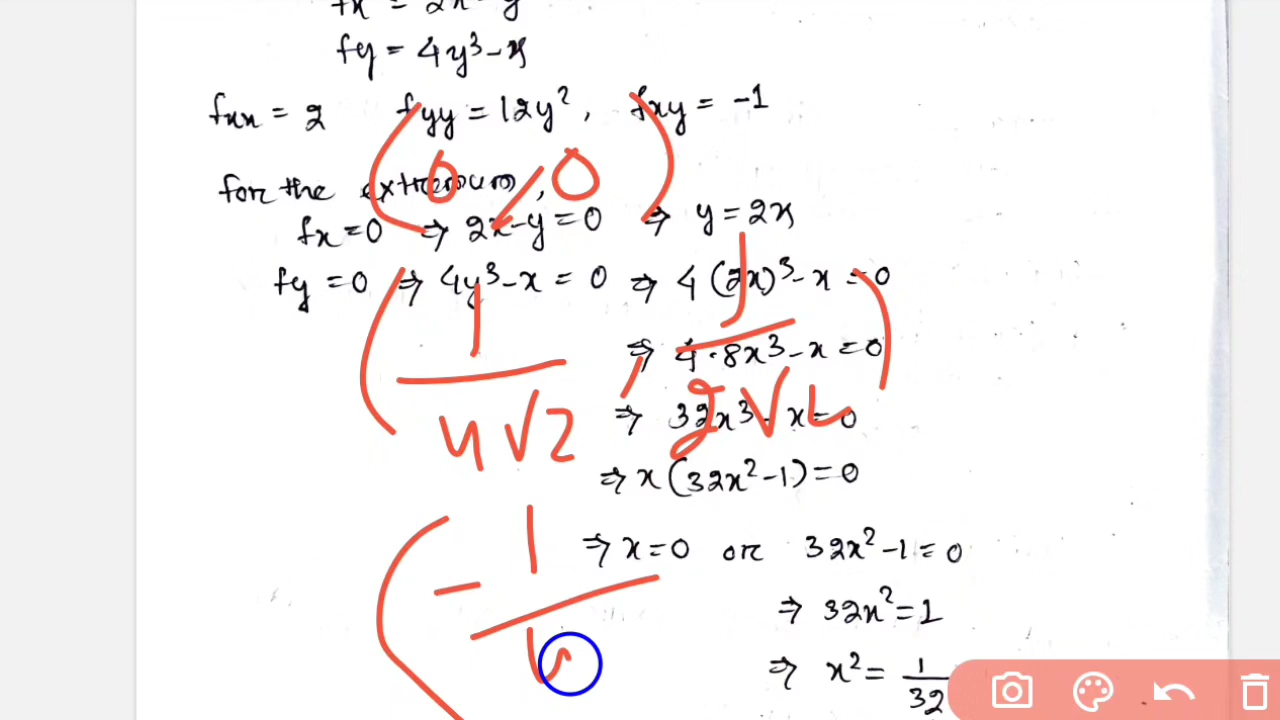 fx = 2x - y
fy = 4y³ - x
fxx = 2 fyy = 12y², fxy = -1
for the extremum,
fx = 0 ⇒ 2x - y = 0 ⇒ y = 2x
fy = 0 ⇒ 4y³ - x = 0 ⇒ 4(2x)³ - x = 0
⇒ 4·8x³ - x = 0
⇒ 32x³ - x = 0
⇒ x(32x² - 1) = 0
⇒ x = 0 or 32x² - 1 = 0
⇒ 32x² = 1
⇒ x² = 1/32
(0, 0)
(1/4√2, 1/2√2)
(-1/